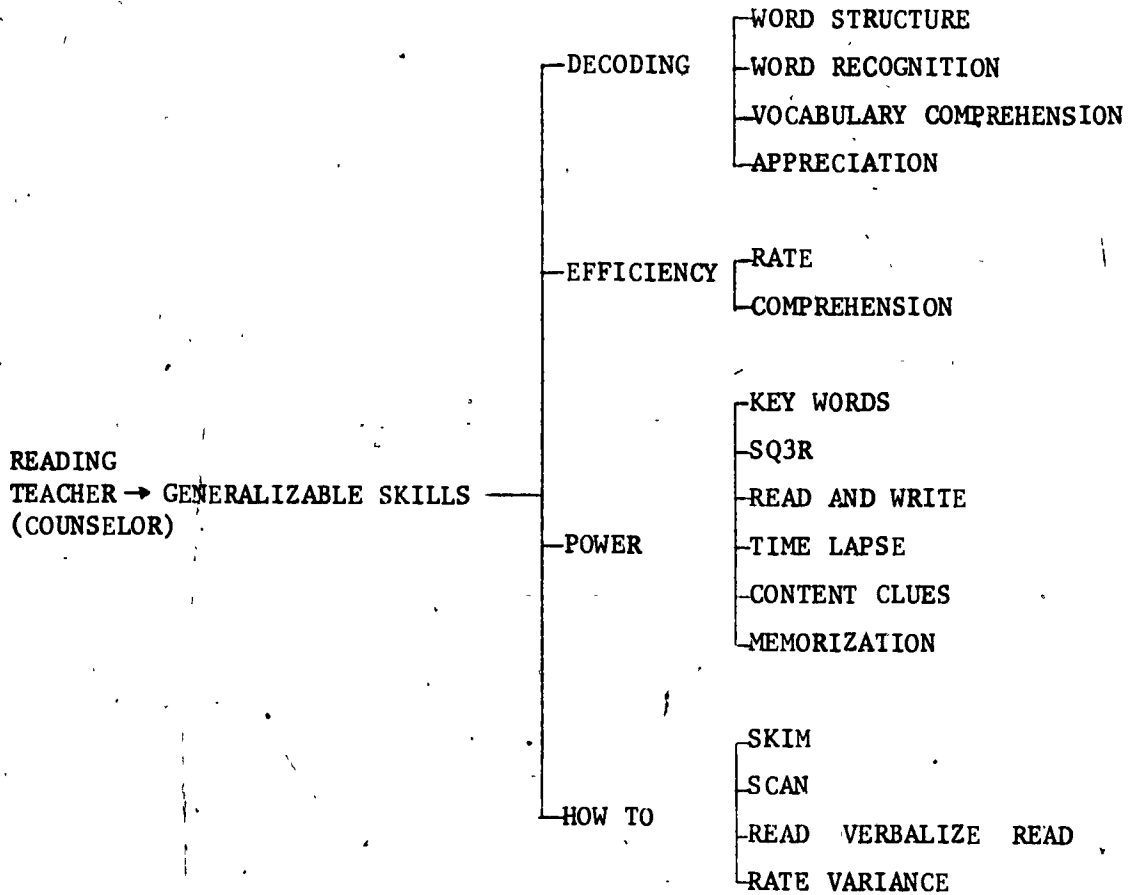 WORD STRUCTURE
DECODING
WORD RECOGNITION
VOCABULARY COMPREHENSION
APPRECIATION
RATE
EFFICIENCY
COMPREHENSION
KEY WORDS
SQ3R
READING
TEACHER → GENERALIZABLE SKILLS
(COUNSELOR)
READ AND WRITE
POWER
TIME LAPSE
CONTENT CLUES
MEMORIZATION
SKIM
SCAN
HOW TO
READ VERBALIZE READ
RATE VARIANCE